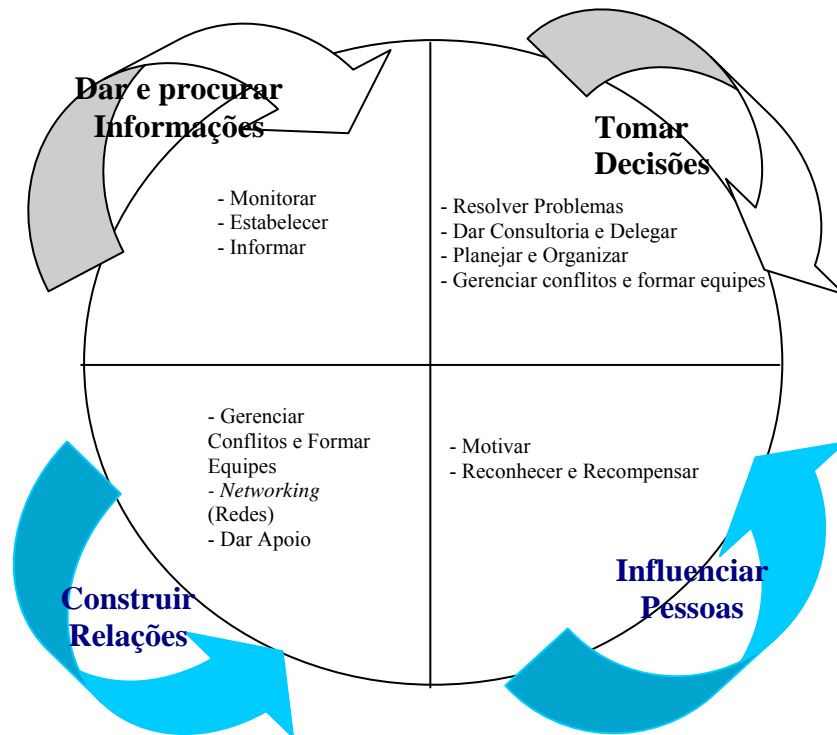 Dar e procurar
Informações
- Monitorar
- Estabelecer
- Informar
Tomar
Decisões
- Resolver Problemas
- Dar Consultoria e Delegar
- Planejar e Organizar
- Gerenciar conflitos e formar equipes
- Gerenciar
Conflitos e Formar
Equipes
- Networking
(Redes)
- Dar Apoio
Construir
Relações
- Motivar
- Reconhecer e Recompensar
Influenciar
Pessoas